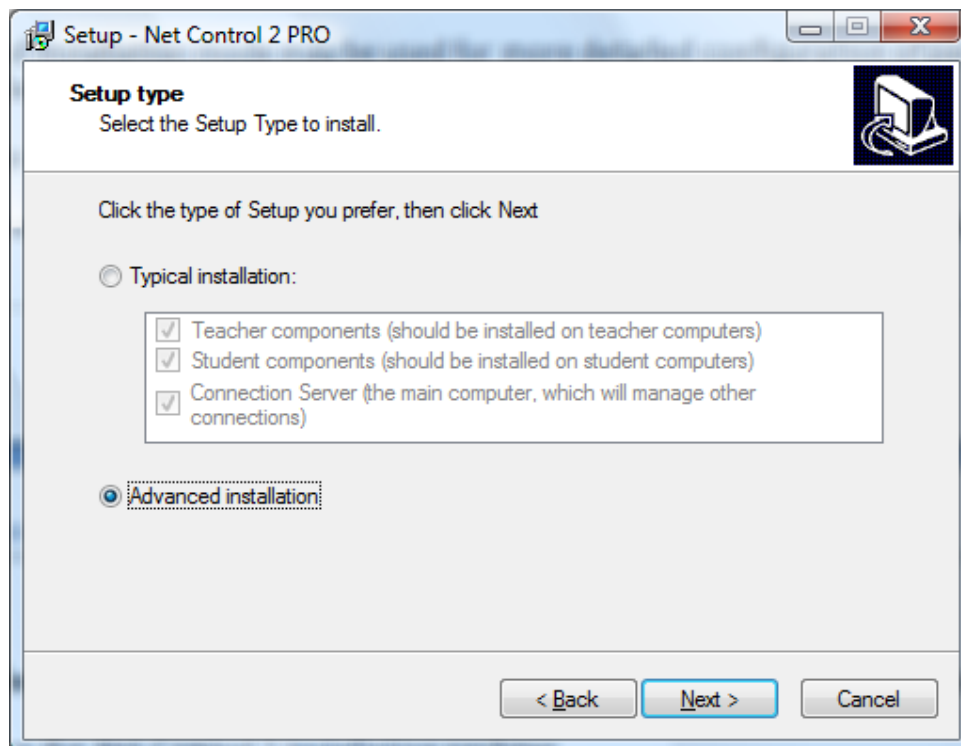 Setup - Net Control 2 PRO
Setup type
Select the Setup Type to install.
Click the type of Setup you prefer, then click Next
Typical installation:
Teacher components (should be installed on teacher computers)
Student components (should be installed on student computers)
Connection Server (the main computer, which will manage other
connections)
Advanced installation
< Back
Next >
Cancel